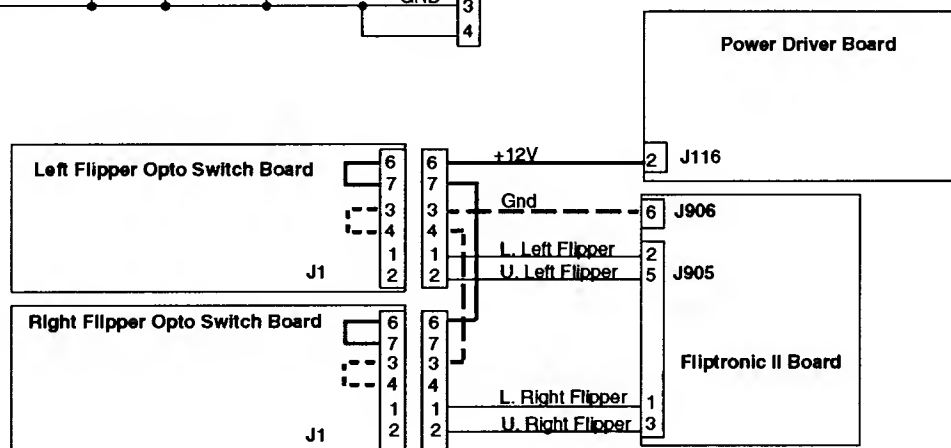 GND 3
4
Power Driver Board
+12V
2 J116
Left Flipper Opto Switch Board
6 6
7 7
3 3
4 4
1 1
2 2
J1
Gnd
6 J906
L. Left Flipper 2
U. Left Flipper 5 J905
Right Flipper Opto Switch Board
6 6
7 7
3 3
4 4
1 1
2 2
J1
Fliptronic II Board
L. Right Flipper 1
U. Right Flipper 3